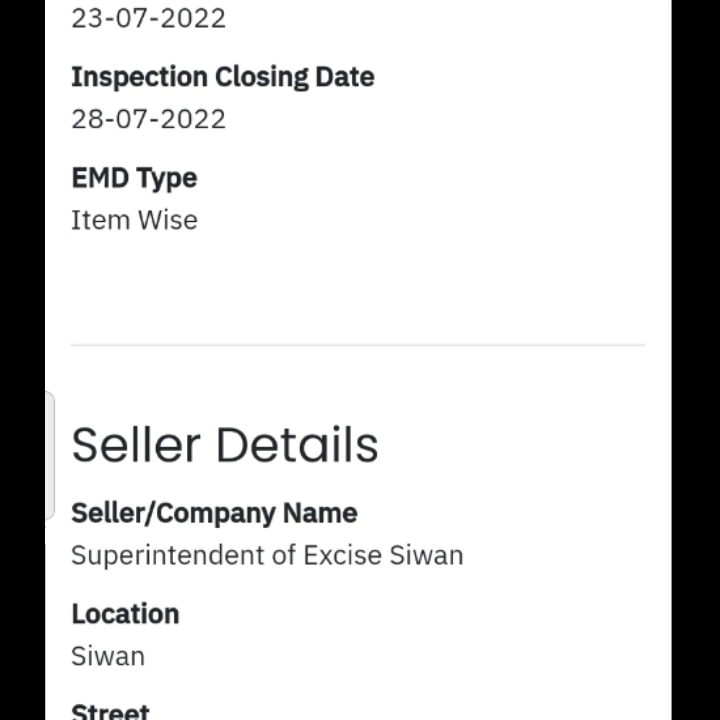 23-07-2022
Inspection Closing Date
28-07-2022
EMD Type
Item Wise
Seller Details
Seller/Company Name
Superintendent of Excise Siwan
Location
Siwan
Street